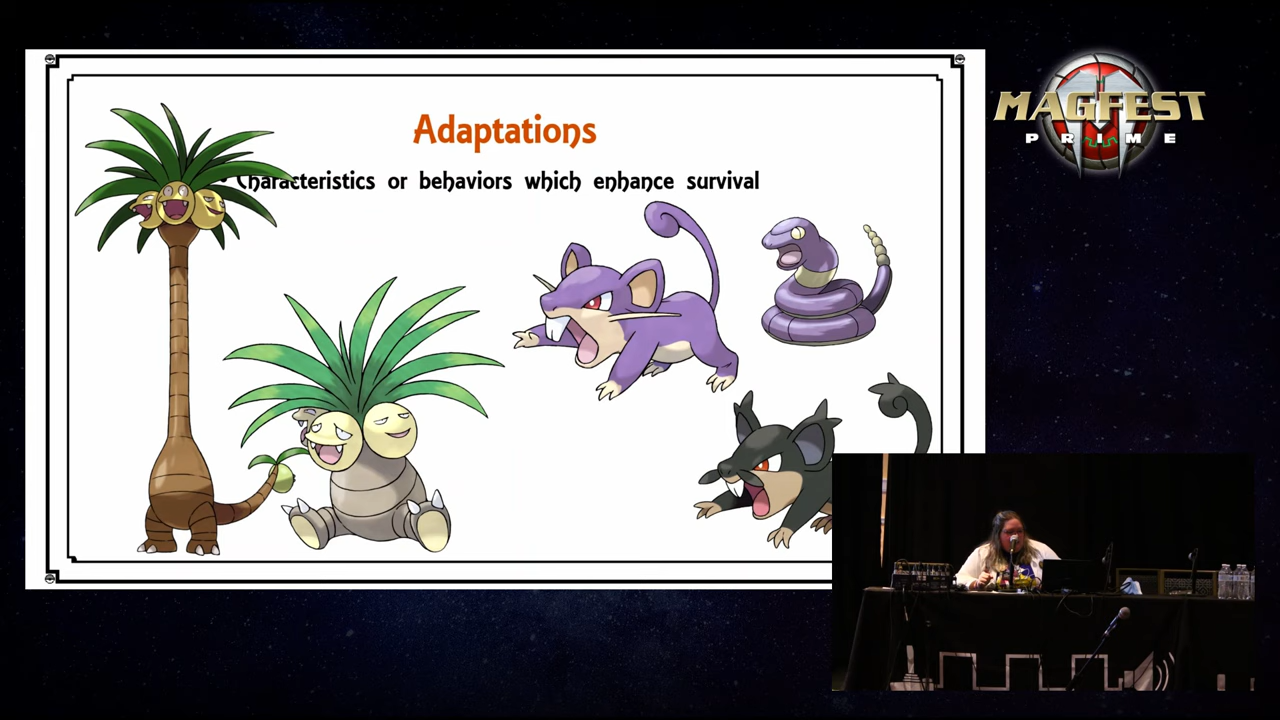 Adaptations
• Characteristics or behaviors which enhance survival
MAGFEST
PRIME